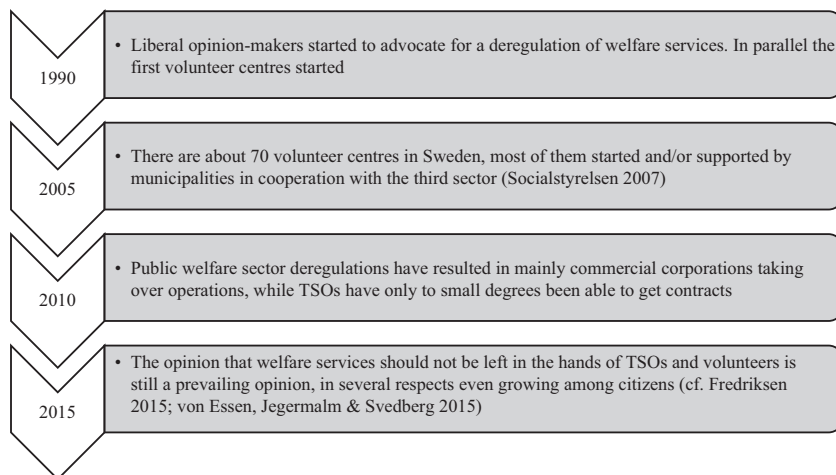 1990
• Liberal opinion-makers started to advocate for a deregulation of welfare services. In parallel the
first volunteer centres started
2005
• There are about 70 volunteer centres in Sweden, most of them started and/or supported by
municipalities in cooperation with the third sector (Socialstyrelsen 2007)
2010
• Public welfare sector deregulations have resulted in mainly commercial corporations taking
over operations, while TSOs have only to small degrees been able to get contracts
2015
• The opinion that welfare services should not be left in the hands of TSOs and volunteers is
still a prevailing opinion, in several respects even growing among citizens (cf. Fredriksen
2015; von Essen, Jegermalm & Svedberg 2015)